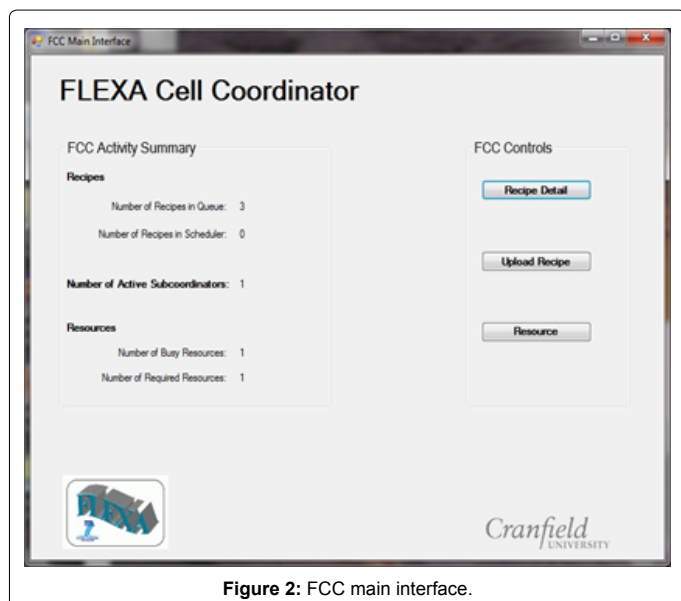 FCC Main Interface
FLEXA Cell Coordinator
FCC Activity Summary
Recipes
Number of Recipes in Queue: 3
Number of Recipes in Scheduler: 0
Number of Active Subcoordinators: 1
Resources
Number of Busy Resources: 1
Number of Required Resources: 1
FCC Controls
Recipe Detail
Upload Recipe
Resource
FLEXA
Cranfield
UNIVERSITY
Figure 2: FCC main interface.